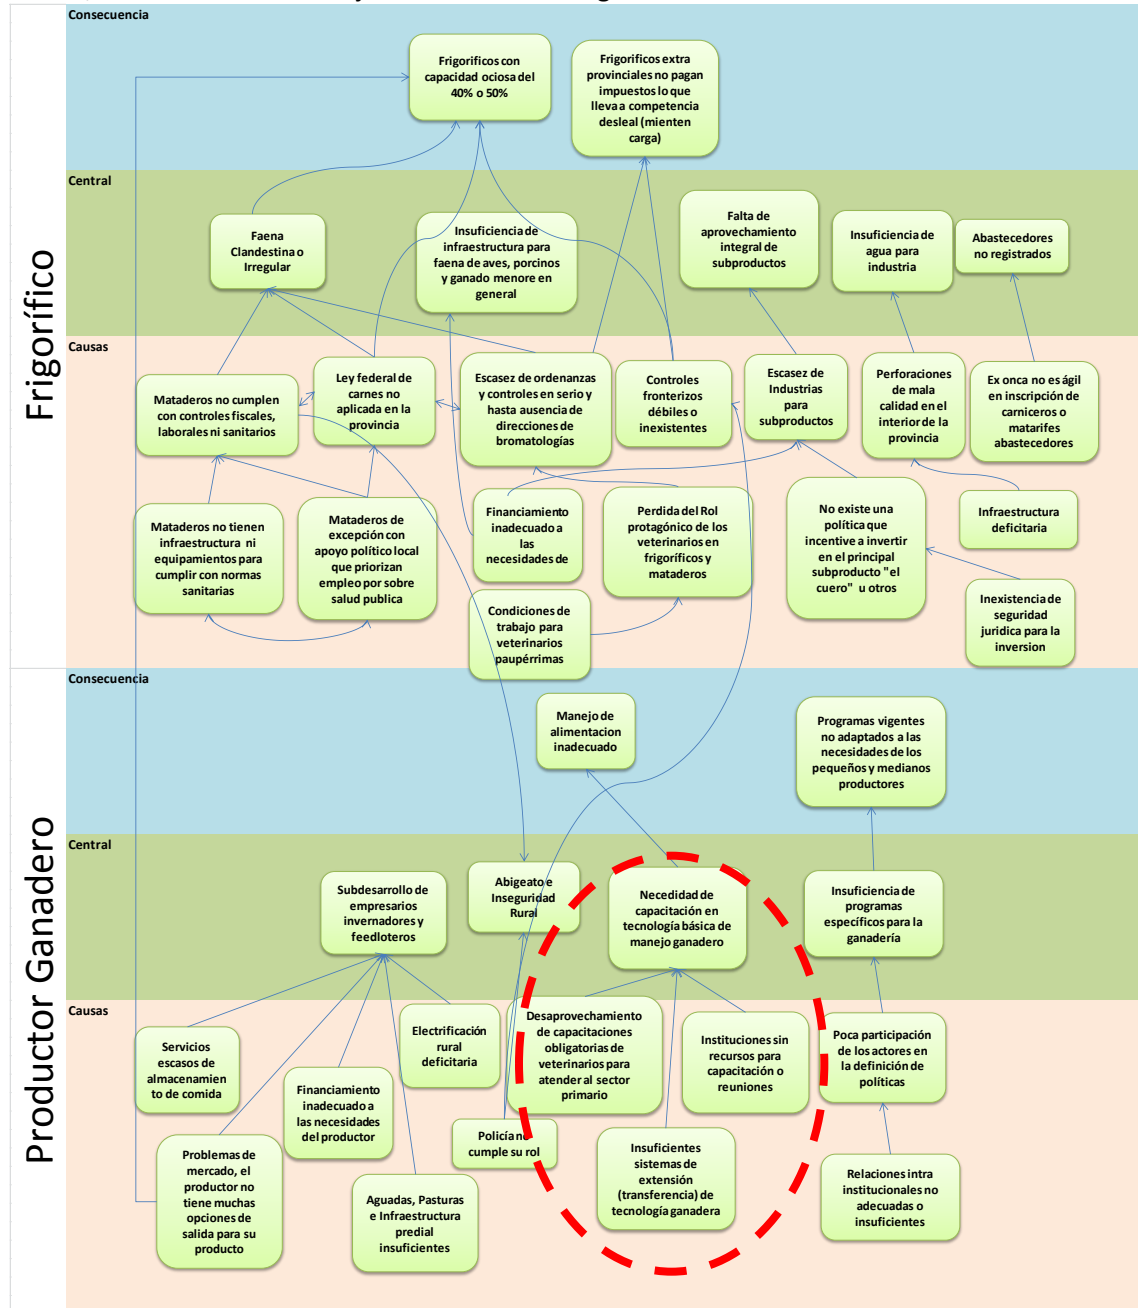 Consecuencia
Frigorificos con
capacidad ociosa del
40% o 50%
Frigorificos extra
provinciales no pagan
impuestos lo que
lleva a competencia
desleal (mienten
carga)
Frigorífico
Central
Faena
Clandestina o
Irregular
Insuficiencia de
infraestructura para
faena de aves, porcinos
y ganado menore en
general
Falta de
aprovechamiento
integral de
subproductos
Insuficiencia de
agua para
industria
Abastecedores
no registrados
Causas
Mataderos no cumplen
con controles fiscales,
laborales ni sanitarios
Ley federal de
carnes no
aplicada en la
provincia
Escasez de ordenanzas
y controles en serio y
hasta ausencia de
direcciones de
bromatologías
Controles
fronterizos
débiles o
inexistentes
Escasez de
Industrias
para
subproductos
Perforaciones
de mala
calidad en el
interior de la
provincia
Ex onca no es ágil
en inscripción de
carniceros o
matarifes
abastecedores
Mataderos no tienen
infraestructura ni
equipamientos para
cumplir con normas
sanitarias
Mataderos de
excepción con
apoyo político local
que priorizan
empleo por sobre
salud publica
Financiamiento
inadecuado a
las
necesidades de
Perdida del Rol
protagónico de los
veterinarios en
frigoríficos y
mataderos
No existe una
política que
incentive a invertir
en el principal
subproducto "el
cuero" u otros
Infraestructura
deficitaria
Condiciones de
trabajo para
veterinarios
paupérrimas
Inexistencia de
seguridad
juridica para la
inversion
Productor Ganadero
Consecuencia
Manejo de
alimentacion
inadecuado
Programas vigentes
no adaptados a las
necesidades de los
pequeños y medianos
productores
Central
Subdesarrollo de
empresarios
invernadores y
feedloteros
Abigeato e
Inseguridad
Rural
Necedidad de
capacitación en
tecnología básica de
manejo ganadero
Insuficiencia de
programas
específicos para la
ganadería
Causas
Servicios
escasos de
almacenamien
to de comida
Electrificación
rural
deficitaria
Desaprovechamiento
de capacitaciones
obligatorias de
veterinarios para
atender al sector
primario
Instituciones sin
recursos para
capacitación o
reuniones
Poca participación
de los actores en
la definición de
políticas
Financiamiento
inadecuado a
las necesidades
del productor
Policía no
cumple su rol
Problemas de
mercado, el
productor no
tiene muchas
opciones de
salida para su
producto
Aguadas, Pasturas
e Infraestructura
predial
insuficientes
Insuficientes
sistemas de
extensión
(transferencia) de
tecnología ganadera
Relaciones intra
institucionales no
adecuadas o
insuficientes